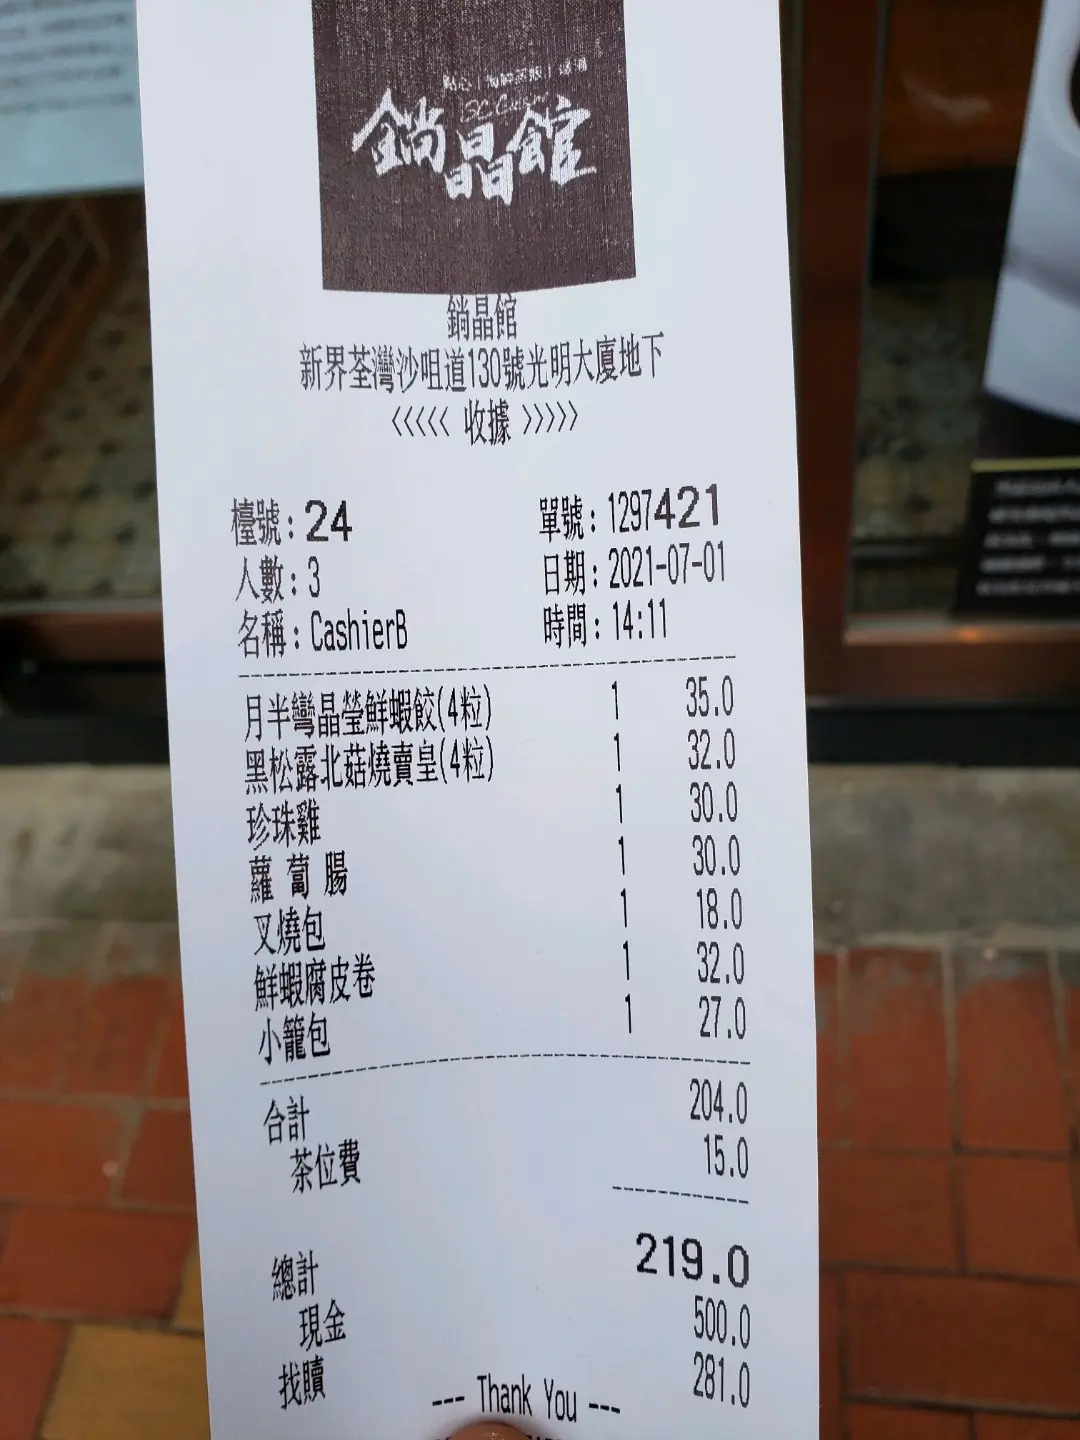 點心
SC Cuisine
銷晶館
銷晶館
新界荃灣沙咀道130號光明大廈地下
<<<<< 收據 >>>>>
檯號:24 單號:1297421
人數:3 日期:2021-07-01
名稱:CashierB 時間:14:11
月半彎晶瑩鮮蝦餃(4粒) 1 35.0
黑松露北菇燒賣皇(4粒) 1 32.0
珍珠雞 1 30.0
蘿蔔腸 1 30.0
叉燒包 1 18.0
鮮蝦腐皮卷 1 32.0
小籠包 1 27.0
合計 204.0
茶位費 15.0
總計 219.0
現金 500.0
找贖 281.0
--- Thank You ---